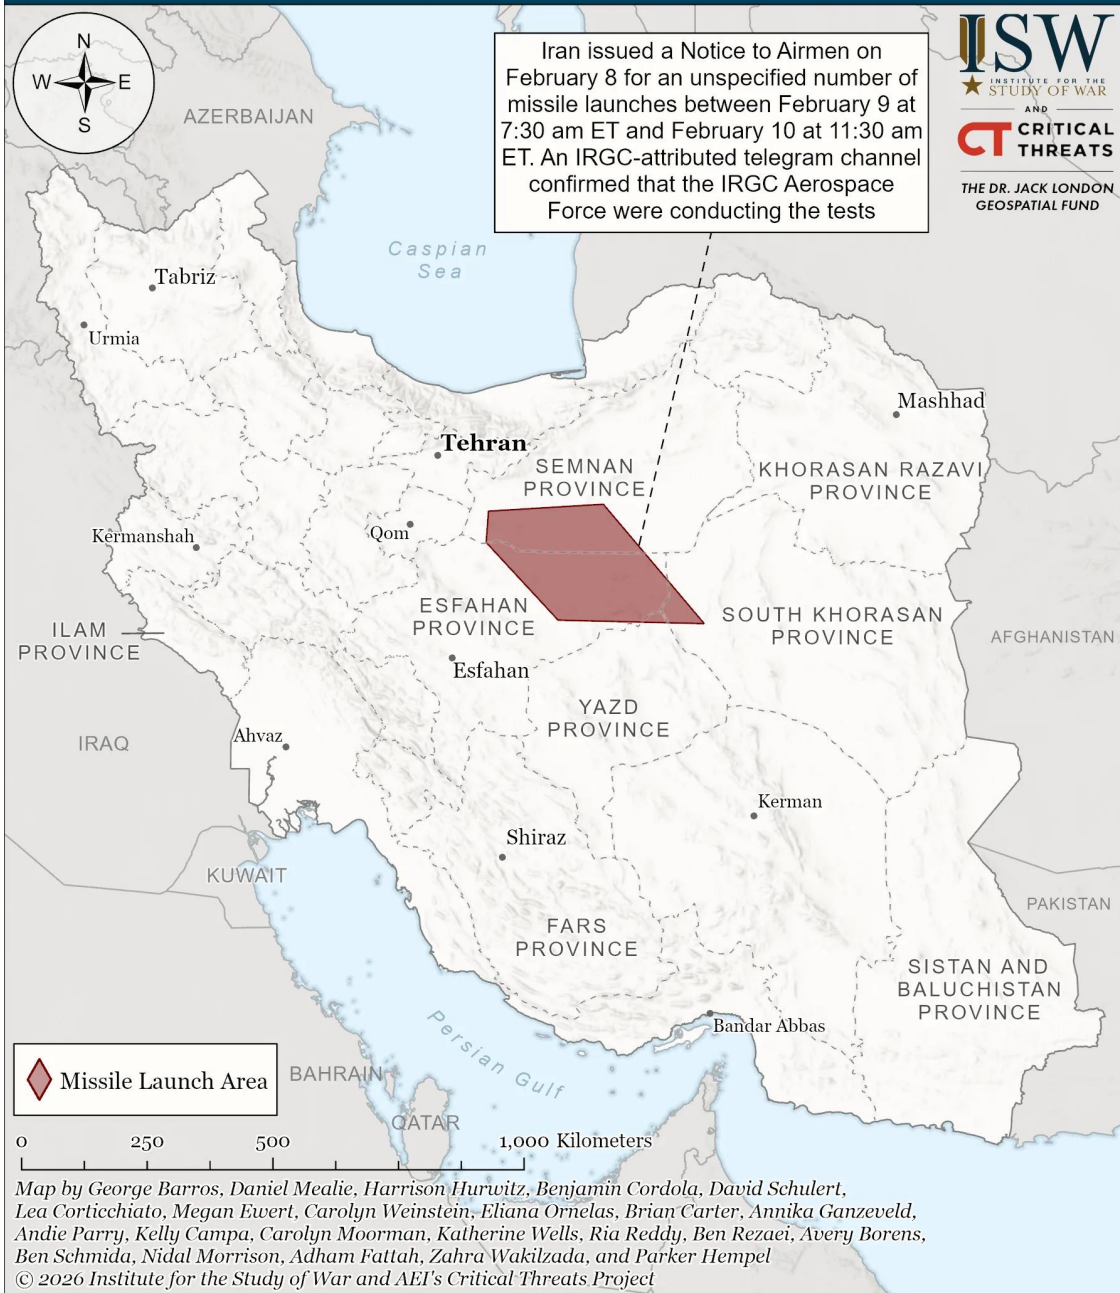 N
W E
S
AZERBAIJAN
Iran issued a Notice to Airmen on
February 8 for an unspecified number of
missile launches between February 9 at
7:30 am ET and February 10 at 11:30 am
ET. An IRGC-attributed telegram channel
confirmed that the IRGC Aerospace
Force were conducting the tests
ISW
INSTITUTE FOR THE
STUDY OF WAR
AND
CT CRITICAL
THREATS
THE DR. JACK LONDON
GEOSPATIAL FUND
Caspian
Sea
Tabriz
Urmia
Mashhad
Tehran
SEMNAN
PROVINCE
KHORASAN RAZAVI
PROVINCE
Kermanshah
Qom
ESFAHAN
PROVINCE
SOUTH KHORASAN
PROVINCE
ILAM
PROVINCE
AFGHANISTAN
Esfahan
YAZD
PROVINCE
Ahvaz
IRAQ
Kerman
Shiraz
KUWAIT
PAKISTAN
FARS
PROVINCE
SISTAN AND
BALUCHISTAN
PROVINCE
Bandar Abbas
Persian Gulf
Missile Launch Area
BAHRAIN
QATAR
0 250 500 1,000 Kilometers
Map by George Barros, Daniel Mealie, Harrison Hurwitz, Benjamin Cordola, David Schulert,
Lea Corticchiato, Megan Ewert, Carolyn Weinstein, Eliana Ornelas, Brian Carter, Annika Ganzeveld,
Andie Parry, Kelly Campa, Carolyn Moorman, Katherine Wells, Ria Reddy, Ben Rezaei, Avery Borens,
Ben Schmida, Nidal Morrison, Adham Fattah, Zahra Wakilzada, and Parker Hempel
© 2026 Institute for the Study of War and AEI's Critical Threats Project